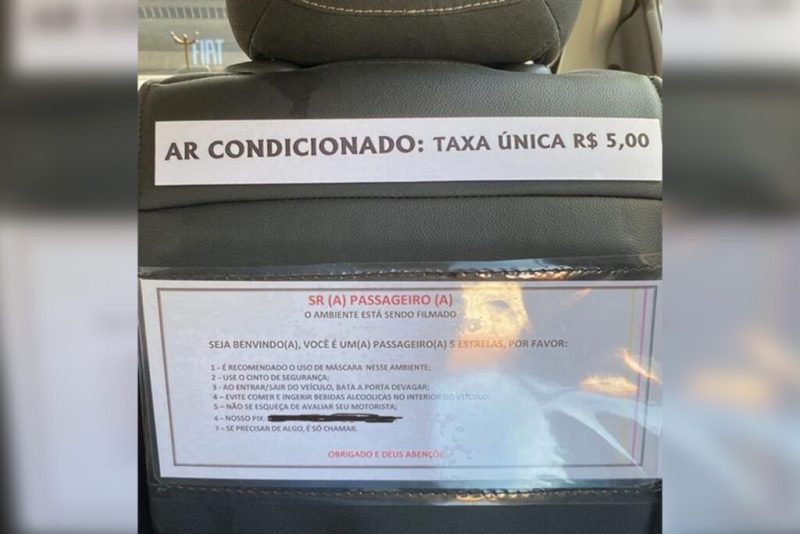 FIAT
AR CONDICIONADO: TAXA ÚNICA R$ 5,00
SR (A) PASSAGEIRO (A)
O AMBIENTE ESTÁ SENDO FILMADO
SEJA BENVINDO(A), VOCÊ É UM(A) PASSAGEIRO(A) 5 ESTRELAS, POR FAVOR:
1 – É RECOMENDADO O USO DE MÁSCARA NESSE AMBIENTE;
2 – USE O CINTO DE SEGURANÇA;
3 – AO ENTRAR/SAIR DO VEÍCULO, BATA A PORTA DEVAGAR;
4 – EVITE COMER E INGERIR BEBIDAS ALCOOLICAS NO INTERIOR DO VEÍCULO;
5 – NÃO SE ESQUEÇA DE AVALIAR SEU MOTORISTA;
6 – NOSSO PIX:
7 – SE PRECISAR DE ALGO, É SÓ CHAMAR.
OBRIGADO E DEUS